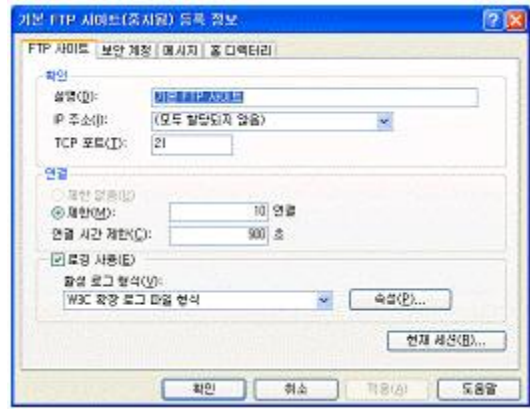 기본 FTP 사이트(중지됨) 등록 정보
FTP 사이트 보안 계정 메시지 홈 디렉터리
확인
설명(D): 기본 FTP 사이트
IP 주소(I): (모두 할당되지 않음)
TCP 포트(T): 21
연결
제한 없음(U)
제한(M): 10 연결
연결 시간 제한(C): 900 초
로깅 사용(E)
활성 로그 형식(V):
W3C 확장 로그 파일 형식 속성(P)...
현재 세션(R)...
확인 취소 적용(A) 도움말